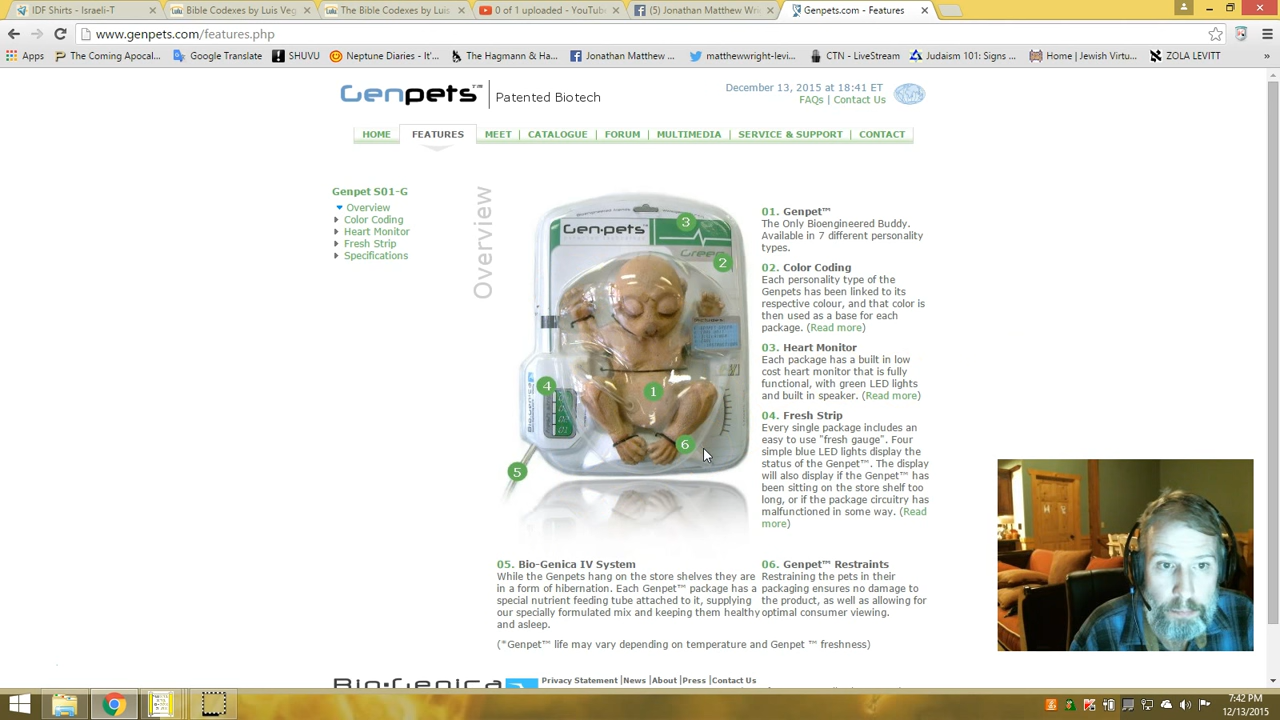 IDF Shirts - Israeli-T
Bible Codexes by Luis Veg
The Bible Codexes by Luis
0 of 1 uploaded - YouTube
(5) Jonathan Matthew Wri
Genpets.com - Features
www.genpets.com/features.php
Apps
The Coming Apocal...
Google Translate
SHUVU
Neptune Diaries - It'...
The Hagmann & H...
Jonathan Matthew ...
matthewwright-levi...
CTN - LiveStream
Judaism 101: Signs ...
Home | Jewish Virtu...
ZOLA LEVITT
»
Genpets™ Patented Biotech
December 13, 2015 at 18:41 ET
FAQs | Contact Us
HOME
FEATURES
MEET | CATALOGUE | FORUM | MULTIMEDIA | SERVICE & SUPPORT | CONTACT
Genpet S01-G
Overview
Color Coding
Heart Monitor
Fresh Strip
Specifications
Overview
Genpets
Green
1
2
3
4
5
6
01. Genpet™
The Only Bioengineered Buddy.
Available in 7 different personality
types.
02. Color Coding
Each personality type of the
Genpets has been linked to its
respective colour, and that color is
then used as a base for each
package. (Read more)
03. Heart Monitor
Each package has a built in low
cost heart monitor that is fully
functional, with green LED lights
and built in speaker. (Read more)
04. Fresh Strip
Every single package includes an
easy to use "fresh gauge". Four
simple blue LED lights display the
status of the Genpet™. The display
will also display if the Genpet™ has
been sitting on the store shelf too
long, or if the package circuitry has
malfunctioned in some way. (Read
more)
05. Bio-Genica IV System
While the Genpets hang on the store shelves they are
in a form of hibernation. Each Genpet™ package has a
special nutrient feeding tube attached to it, supplying
our specially formulated mix and keeping them healthy
and asleep.
06. Genpet™ Restraints
Restraining the pets in their
packaging ensures no damage to
the product, as well as allowing for
optimal consumer viewing.
(*Genpet™ life may vary depending on temperature and Genpet ™ freshness)
Bio-Genica
Privacy Statement |News |About |Press |Contact Us
7:42 PM
12/13/2015